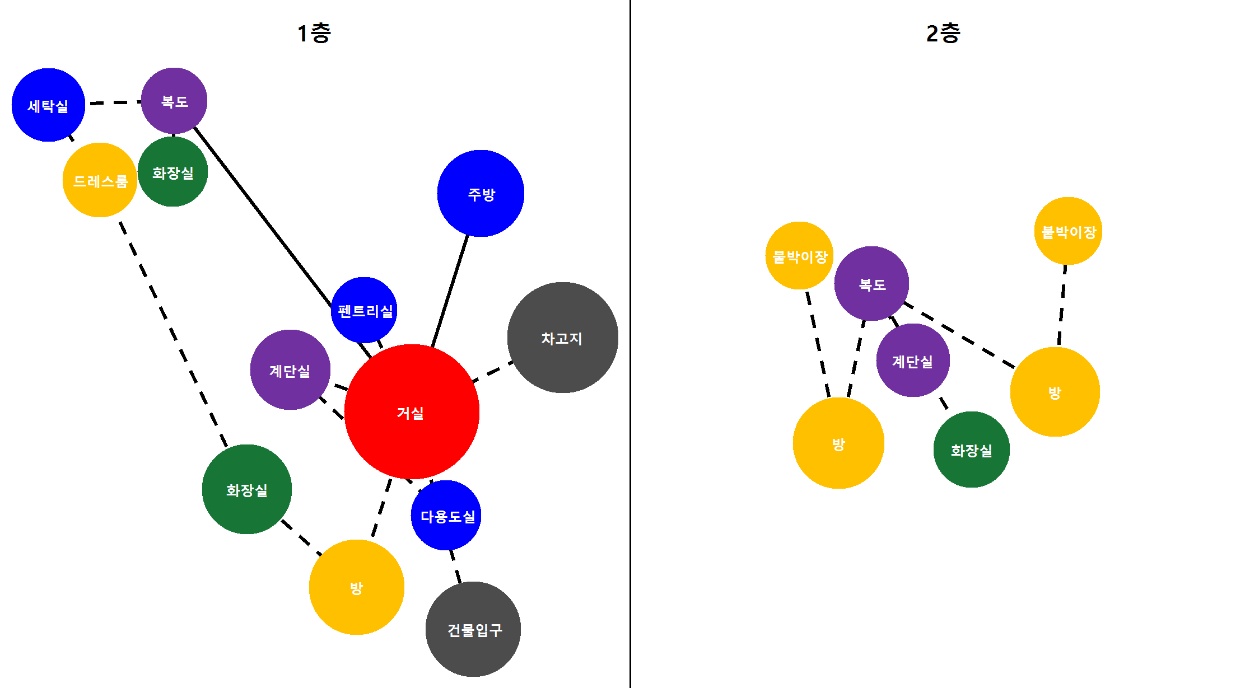 1층
세탁실
복도
드레스룸
화장실
주방
펜트리실
차고지
계단실
거실
화장실
다용도실
방
건물입구
2층
붙박이장
붙박이장
복도
계단실
방
방
화장실